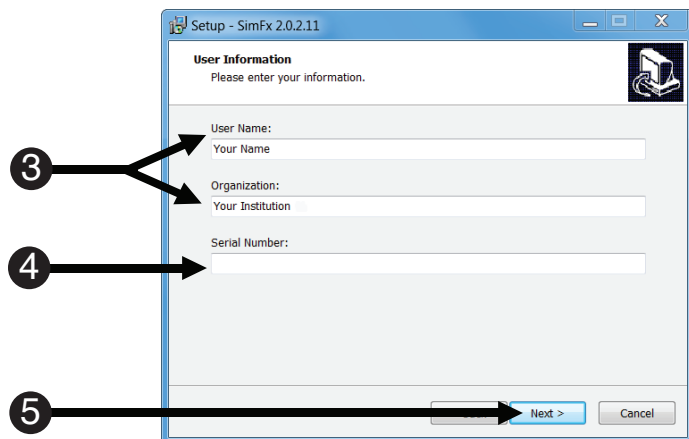 Setup - SimFx 2.0.2.11
User Information
Please enter your information.
User Name:
3
Your Name
Organization:
Your Institution
Serial Number:
4
5
Next >
Cancel